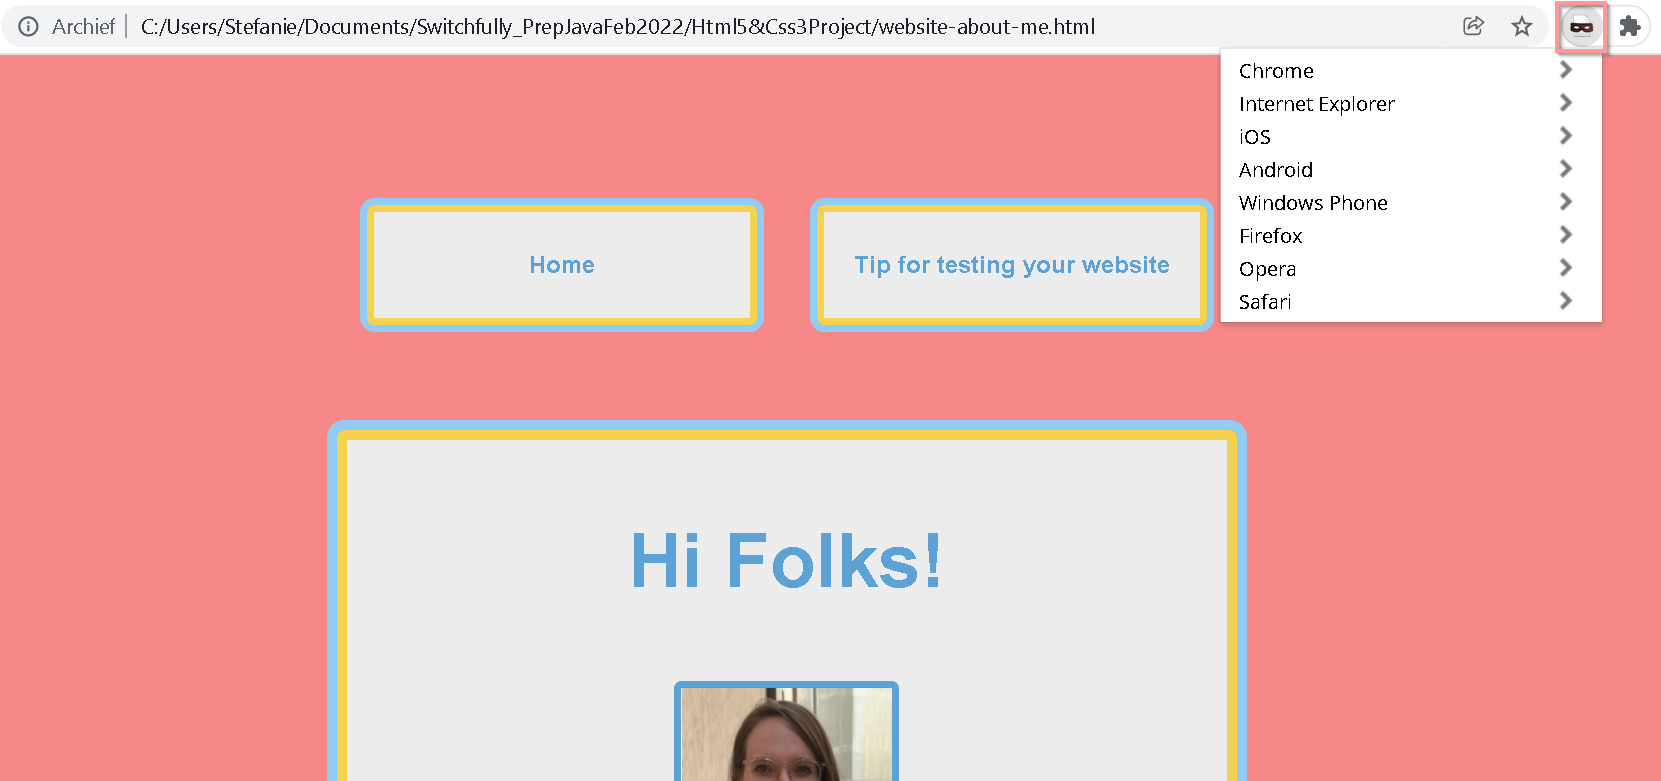 Archief C:/Users/Stefanie/Documents/Switchfully_PrepJavaFeb2022/Html5&Css3Project/website-about-me.html
Chrome
Internet Explorer
iOS
Android
Windows Phone
Firefox
Opera
Safari
Home
Tip for testing your website
Hi Folks!